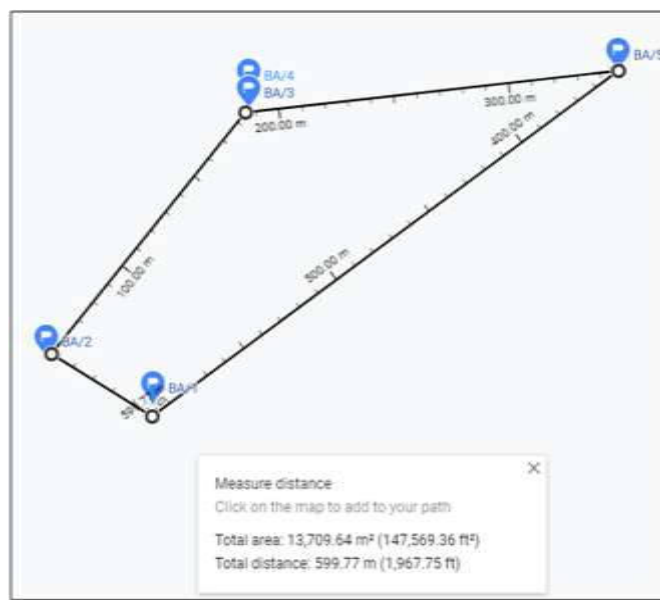 BA/4
BA/3
BA/5
200.00 m
300.00 m
400.00 m
100.00 m
500.00 m
BA/2
BA/1
Measure distance
Click on the map to add to your path
Total area: 13,709.64 m² (147,569.36 ft²)
Total distance: 599.77 m (1,967.75 ft)